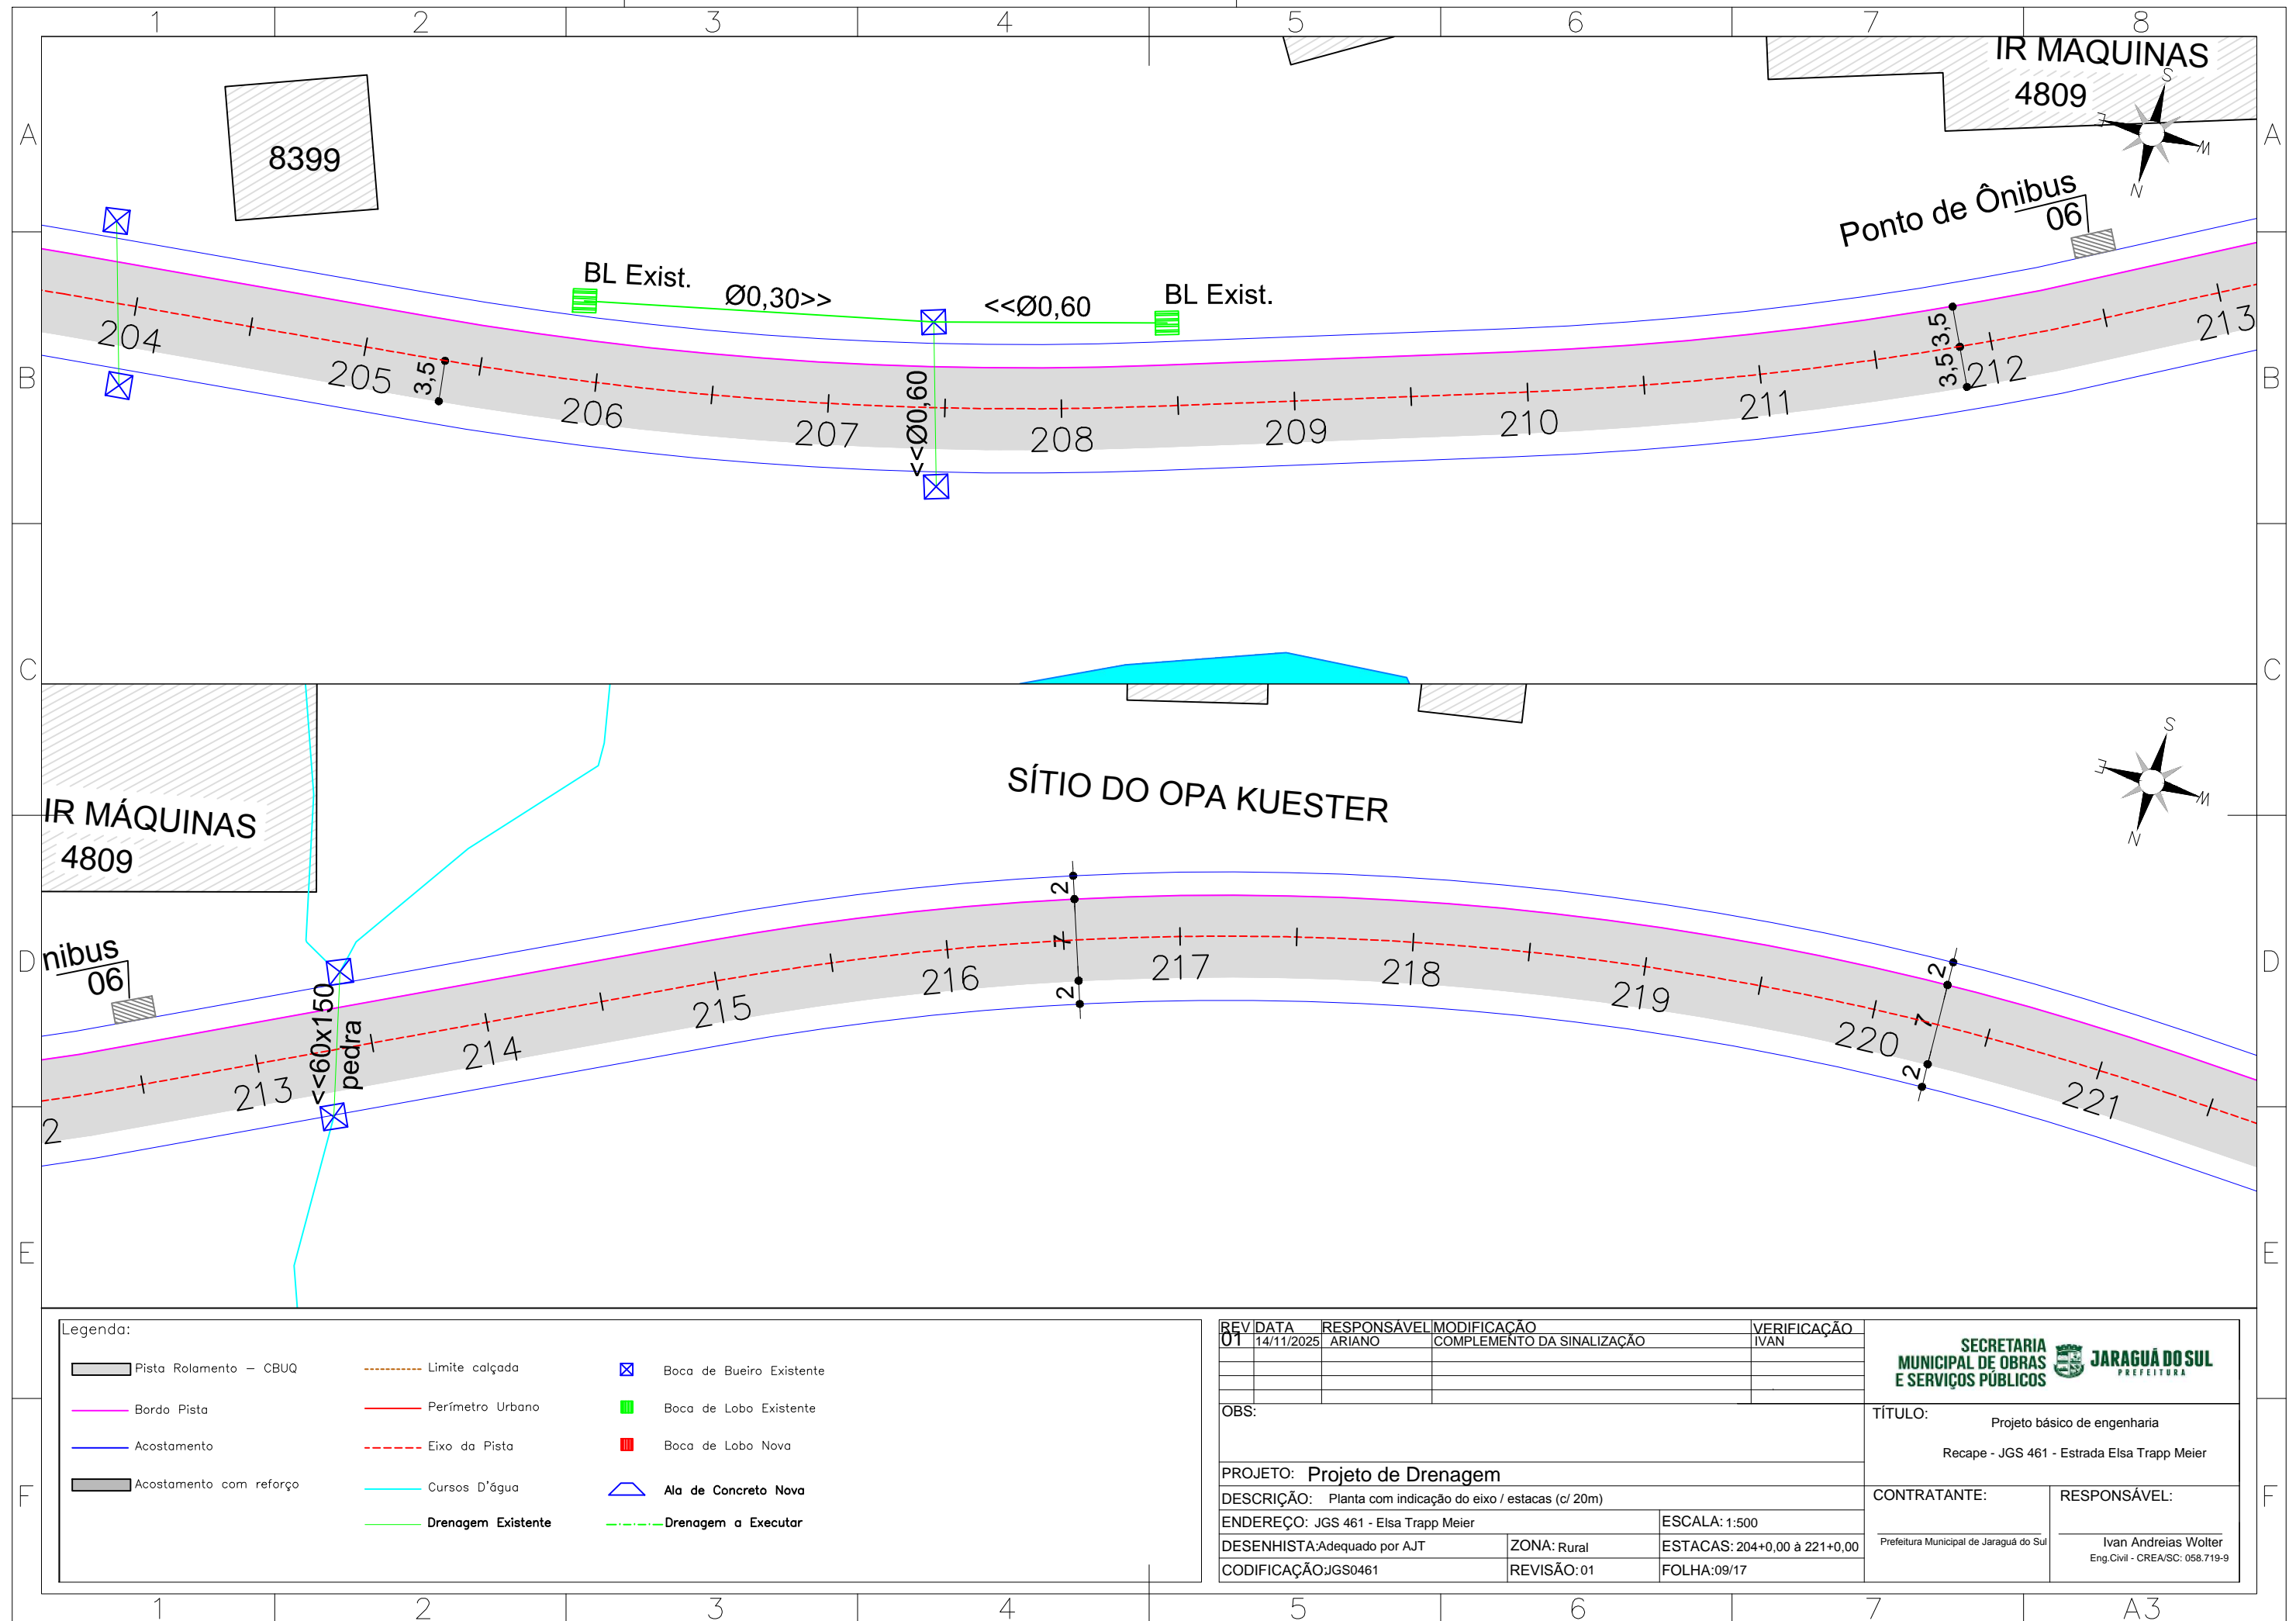 1 2 3 4 5 6 7 8
A A
B B
C C
D D
E E
F F
IR MAQUINAS
4809
S
E
W
N
8399
Ponto de Ônibus
06
BL Exist.
Ø0,30>>
<<Ø0,60
BL Exist.
<<Ø0,60
3,5
3,5 3,5
204 205 206 207 208 209 210 211 212 213
IR MÁQUINAS
4809
SÍTIO DO OPA KUESTER
S
E
W
N
nibus
06
<<60x150
pedra
2 7 2
2 7 2
2 213 214 215 216 217 218 219 220 221
Legenda:
Pista Rolamento – CBUQ
Bordo Pista
Acostamento
Acostamento com reforço
Limite calçada
Perímetro Urbano
Eixo da Pista
Cursos D'água
Drenagem Existente
Boca de Bueiro Existente
Boca de Lobo Existente
Boca de Lobo Nova
Ala de Concreto Nova
Drenagem a Executar
REV DATA RESPONSÁVEL MODIFICAÇÃO VERIFICAÇÃO
01 14/11/2025 ARIANO COMPLEMENTO DA SINALIZAÇÃO IVAN
OBS:
PROJETO: Projeto de Drenagem
DESCRIÇÃO: Planta com indicação do eixo / estacas (c/ 20m)
ENDEREÇO: JGS 461 - Elsa Trapp Meier ESCALA: 1:500
DESENHISTA:Adequado por AJT ZONA: Rural ESTACAS: 204+0,00 à 221+0,00
CODIFICAÇÃO:JGS0461 REVISÃO: 01 FOLHA:09/17
SECRETARIA
MUNICIPAL DE OBRAS
E SERVIÇOS PÚBLICOS
JARAGUÁ DO SUL
PREFEITURA
TÍTULO:
Projeto básico de engenharia
Recape - JGS 461 - Estrada Elsa Trapp Meier
CONTRATANTE:
Prefeitura Municipal de Jaraguá do Sul
RESPONSÁVEL:
Ivan Andreias Wolter
Eng.Civil - CREA/SC: 058.719-9
1 2 3 4 5 6 7 A3